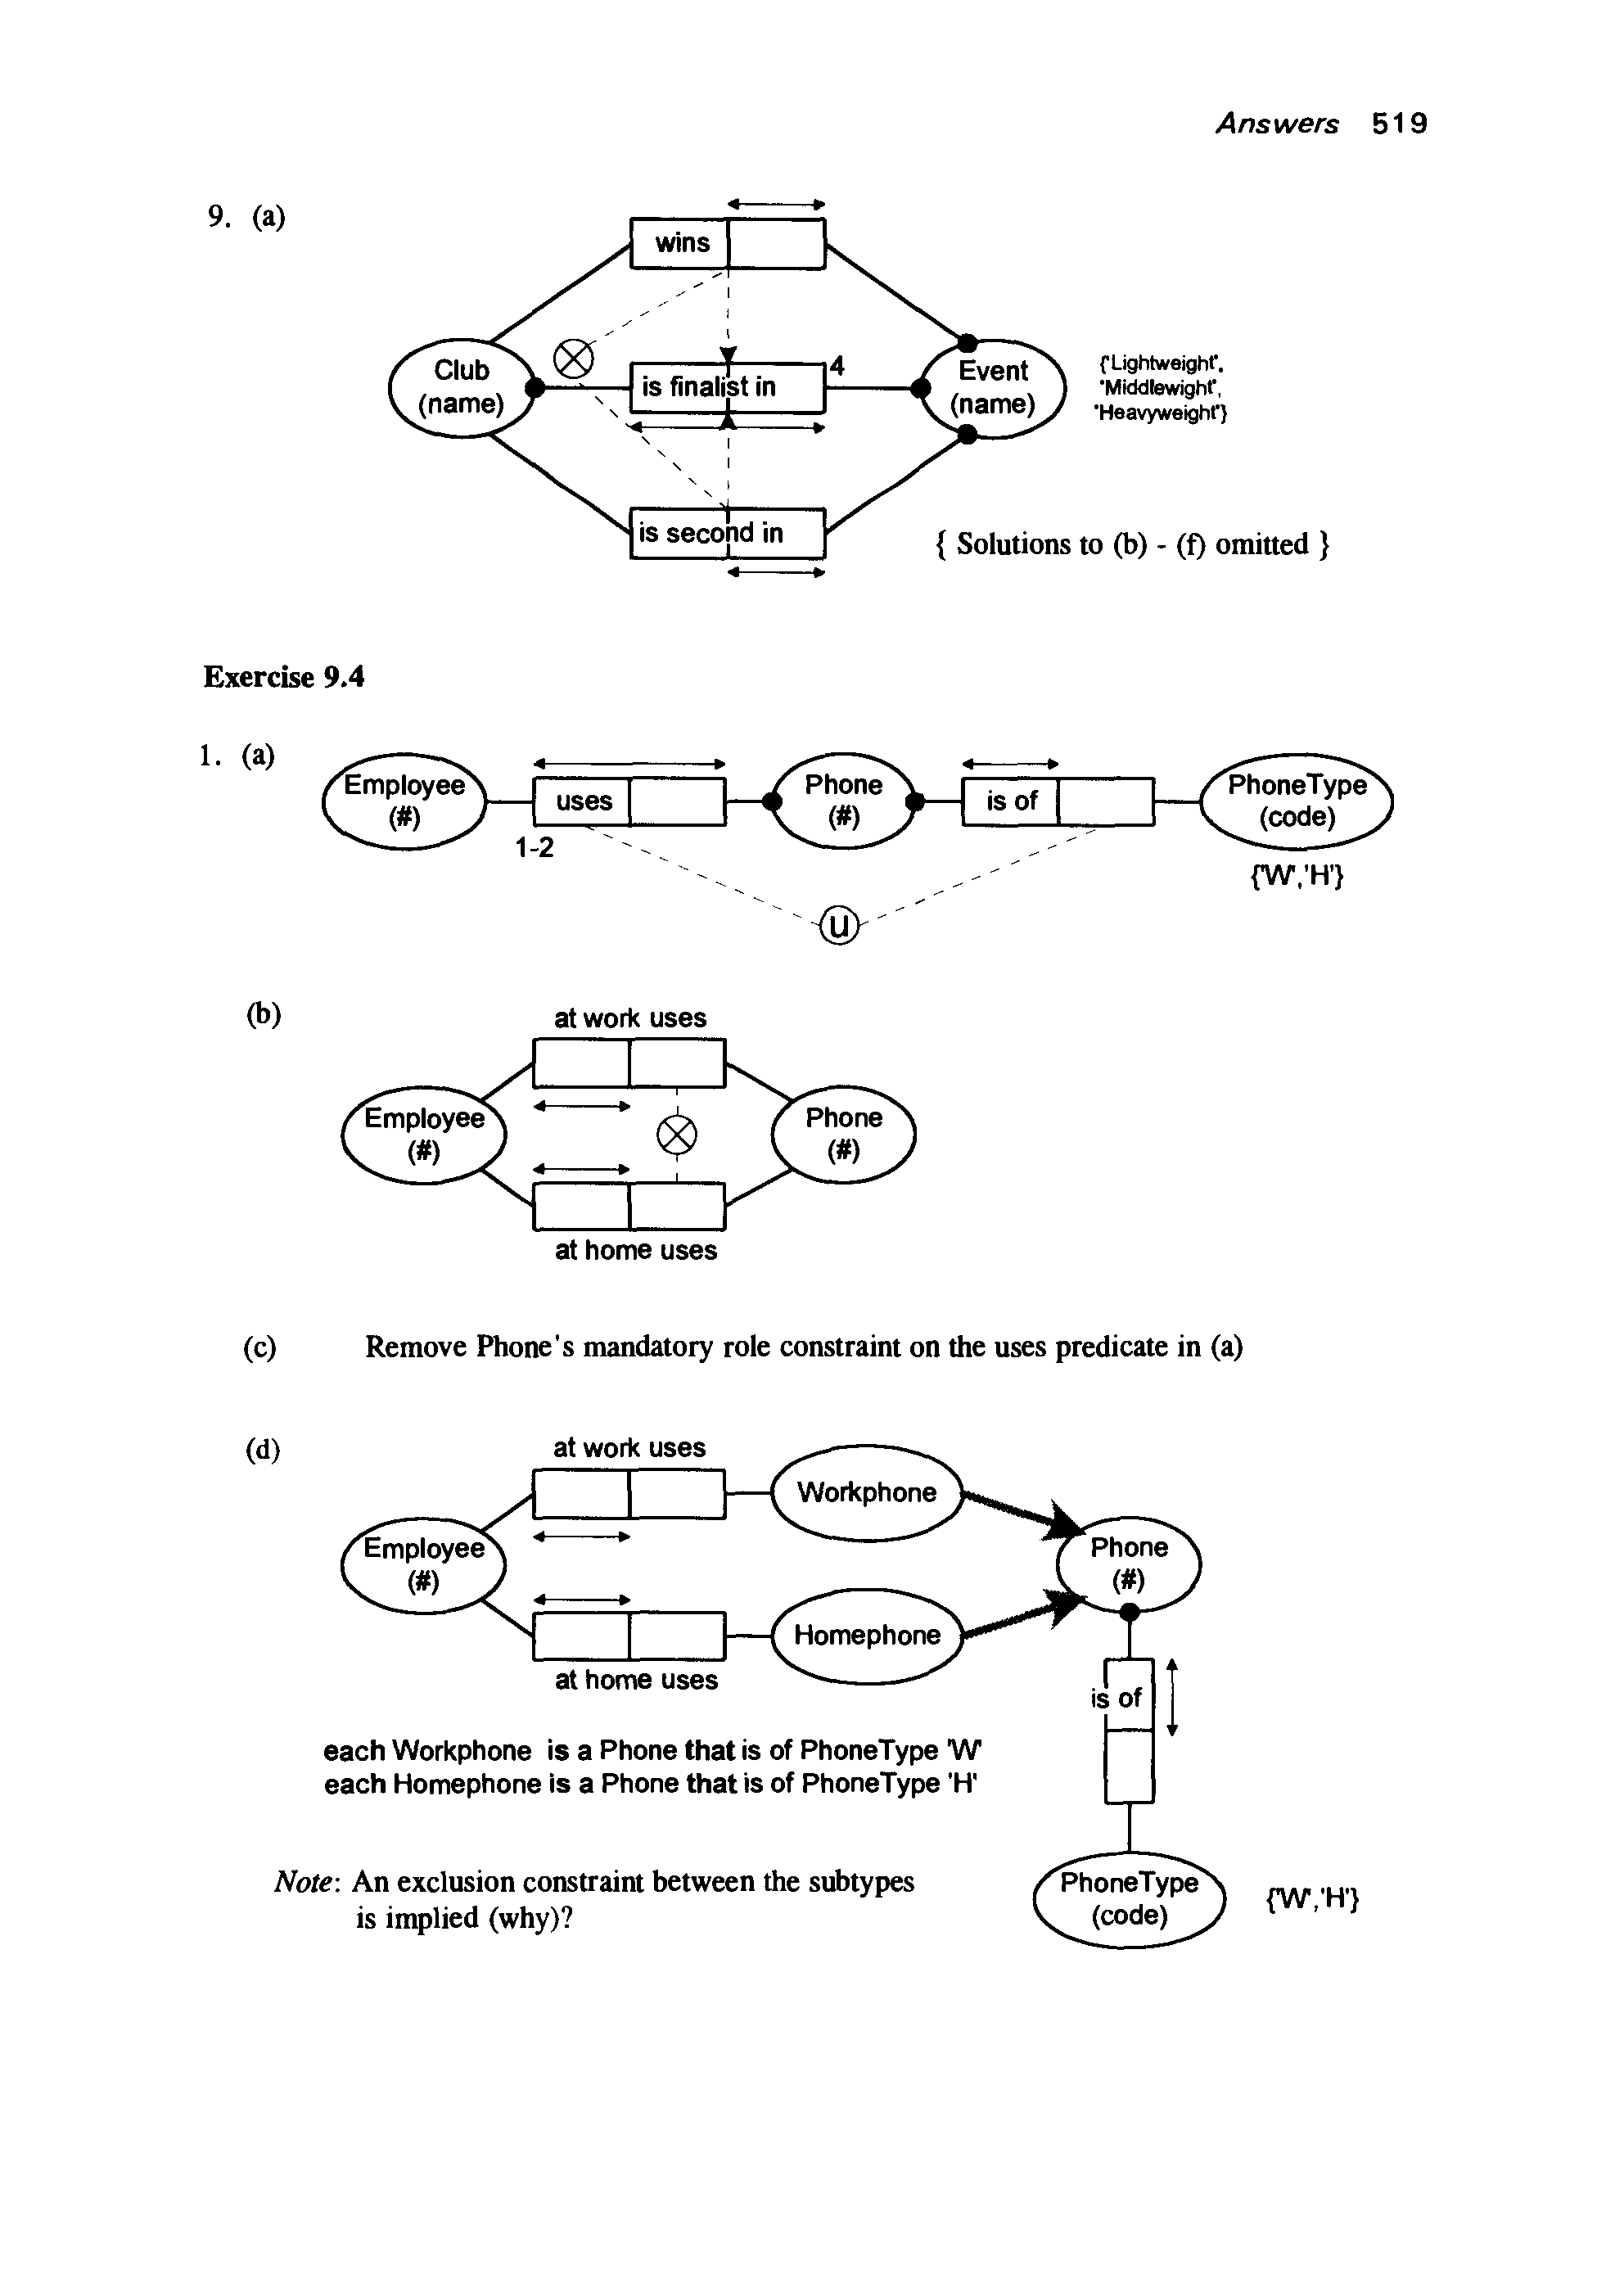 Answers 519
9. (a)
wins
Club
(name)
is finalist in
4
Event
(name)
{'Lightweight',
'Middlewight',
'Heavyweight'}
is second in
{ Solutions to (b) - (f) omitted }
Exercise 9.4
1. (a)
Employee
(#)
uses
1-2
Phone
(#)
is of
PhoneType
(code)
{'W','H'}
U
(b)
at work uses
Employee
(#)
Phone
(#)
at home uses
(c) Remove Phone's mandatory role constraint on the uses predicate in (a)
(d)
at work uses
Workphone
Employee
(#)
Phone
(#)
Homephone
at home uses
is of
each Workphone is a Phone that is of PhoneType 'W'
each Homephone is a Phone that is of PhoneType 'H'
Note: An exclusion constraint between the subtypes
is implied (why)?
PhoneType
(code)
{'W','H'}